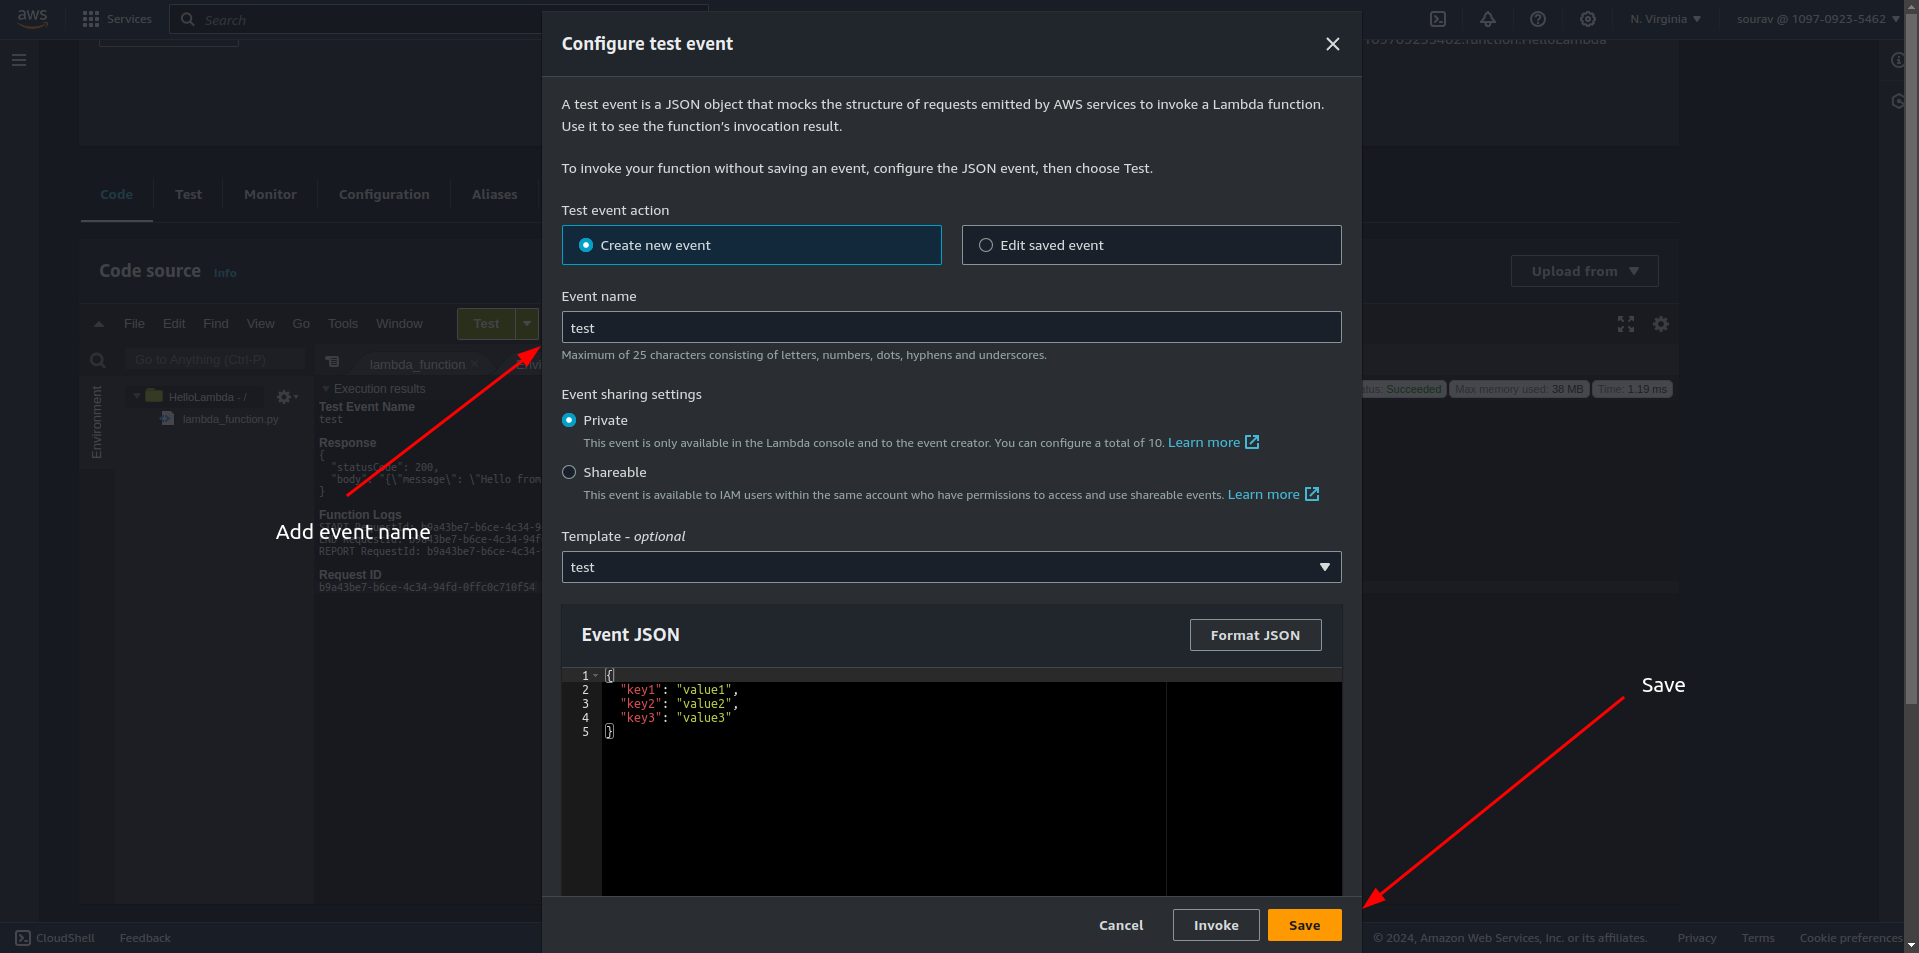 aws
Services
Search
N. Virginia
sourav @ 1097-0923-5462
Configure test event
A test event is a JSON object that mocks the structure of requests emitted by AWS services to invoke a Lambda function.
Use it to see the function's invocation result.
To invoke your function without saving an event, configure the JSON event, then choose Test.
Code
Test
Monitor
Configuration
Aliases
Test event action
Create new event
Edit saved event
Code source
Info
Upload from
Event name
test
Maximum of 25 characters consisting of letters, numbers, dots, hyphens and underscores.
File Edit Find View Go Tools Window
Test
Go to Anything (Ctrl-P)
lambda_function
Environment
HelloLambda - /
lambda_function.py
Execution results
Succeeded
Max memory used: 38 MB
Time: 1.19 ms
Test Event Name
test
Response
{
"statusCode": 200,
"body": "{\"message\": \"Hello from
}
Function Logs
START RequestId: b9a43be7-b6ce-4c34-9
END RequestId: b9a43be7-b6ce-4c34-94f
REPORT RequestId: b9a43be7-b6ce-4c34-
Request ID
b9a43be7-b6ce-4c34-94fd-0ffc0c710f54
Add event name
Event sharing settings
Private
This event is only available in the Lambda console and to the event creator. You can configure a total of 10. Learn more
Shareable
This event is available to IAM users within the same account who have permissions to access and use shareable events. Learn more
Template - optional
test
Event JSON
Format JSON
1 {
2 "key1": "value1",
3 "key2": "value2",
4 "key3": "value3"
5 }
Save
Cancel
Invoke
Save
CloudShell
Feedback
© 2024, Amazon Web Services, Inc. or its affiliates.
Privacy
Terms
Cookie preferences